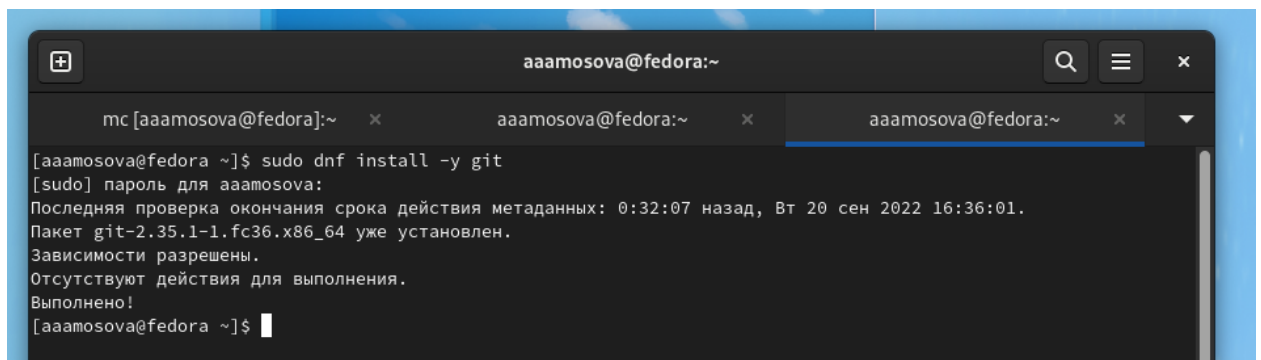 aaamosova@fedora:~
mc [aaamosova@fedora]:~
aaamosova@fedora:~
aaamosova@fedora:~
[aaamosova@fedora ~]$ sudo dnf install -y git
[sudo] пароль для aaamosova:
Последняя проверка окончания срока действия метаданных: 0:32:07 назад, Вт 20 сен 2022 16:36:01.
Пакет git-2.35.1-1.fc36.x86_64 уже установлен.
Зависимости разрешены.
Отсутствуют действия для выполнения.
Выполнено!
[aaamosova@fedora ~]$